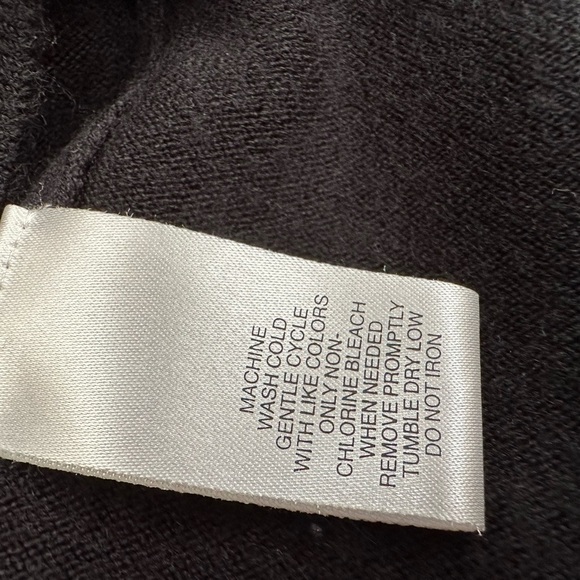 MACHINE
WASH COLD
GENTLE CYCLE
WITH LIKE COLORS
ONLY NON-
CHLORINE BLEACH
WHEN NEEDED
REMOVE PROMPTLY
TUMBLE DRY LOW
DO NOT IRON